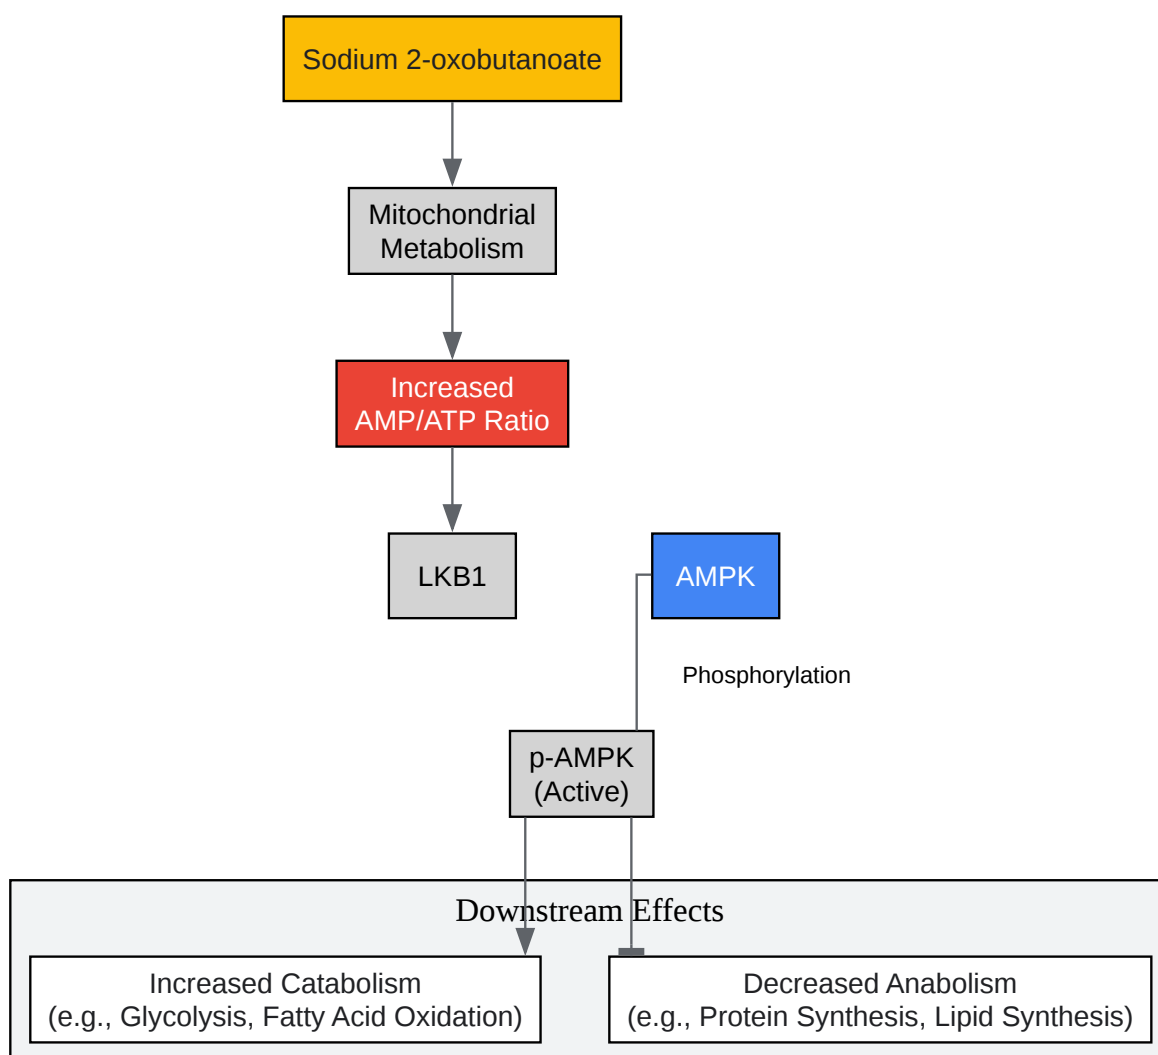 Sodium 2-oxobutanoate
Mitochondrial
Metabolism
Increased
AMP/ATP Ratio
LKB1
AMPK
Phosphorylation
p-AMPK
(Active)
Downstream Effects
Increased Catabolism
(e.g., Glycolysis, Fatty Acid Oxidation)
Decreased Anabolism
(e.g., Protein Synthesis, Lipid Synthesis)